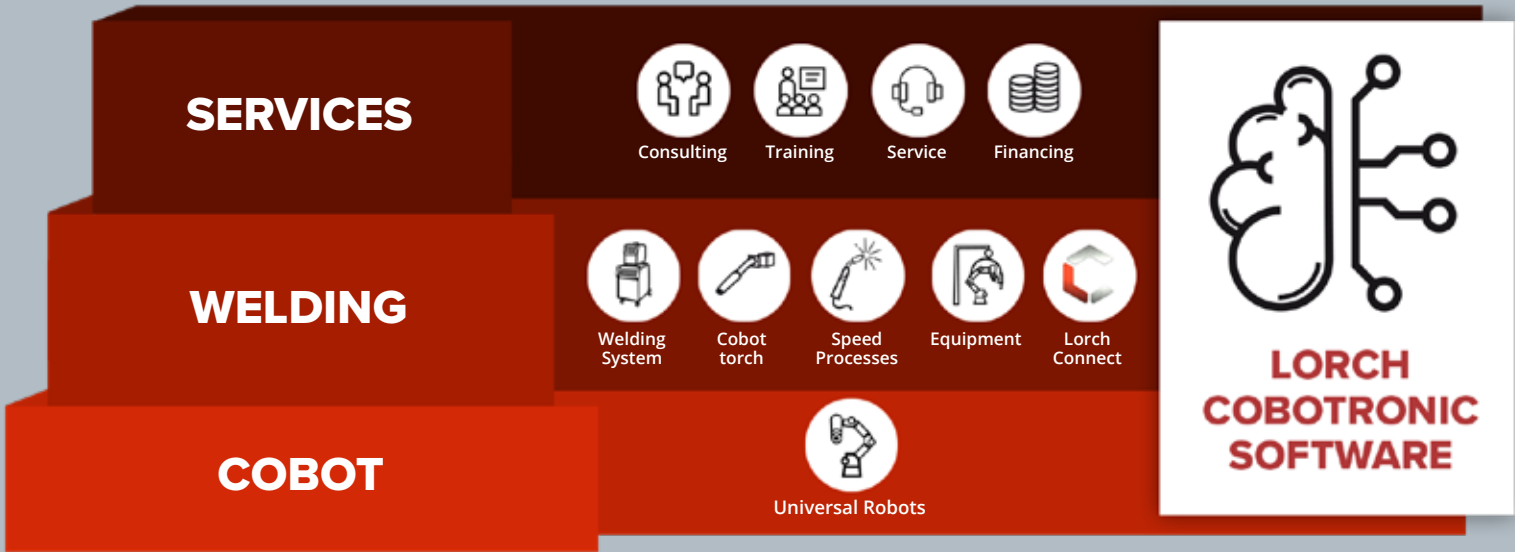 SERVICES
Consulting
Training
Service
Financing
WELDING
Welding
System
Cobot
torch
Speed
Processes
Equipment
Lorch
Connect
COBOT
Universal Robots
LORCH
COBOTRONIC
SOFTWARE